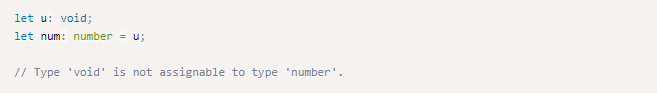 let u: void;
let num: number = u;
// Type 'void' is not assignable to type 'number'.